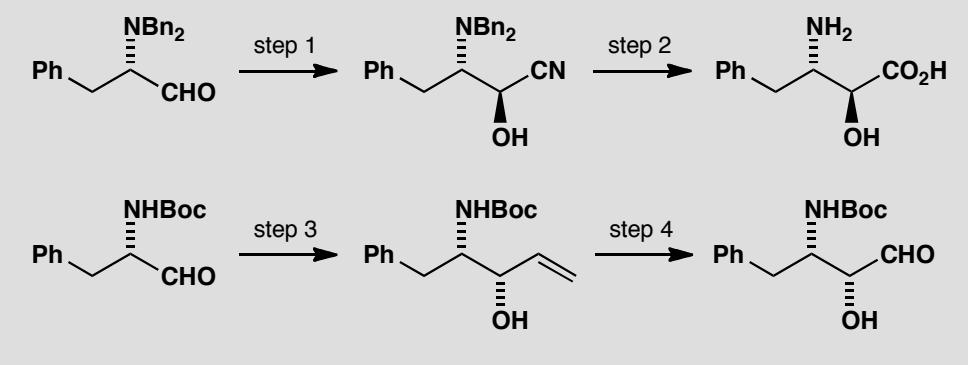 NBn2 NBn2 NH2
step 1 step 2
Ph CHO Ph CN Ph CO2H
OH OH
NHBoc NHBoc NHBoc
step 3 step 4
Ph CHO Ph Ph CHO
OH OH